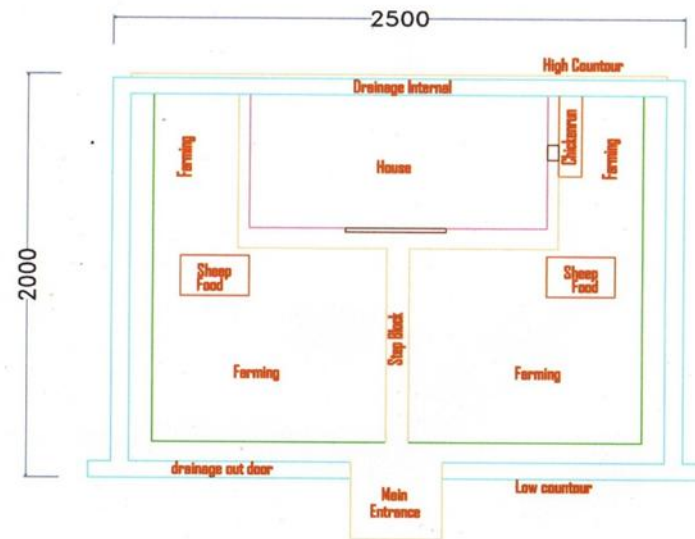 2500
High Countour
Drainage Internal
2000
Farming
House
Chickenrun
Farming
Sheep
Food
Sheep
Food
Step Block
Farming
Farming
drainage out door
Low countour
Main
Entrance